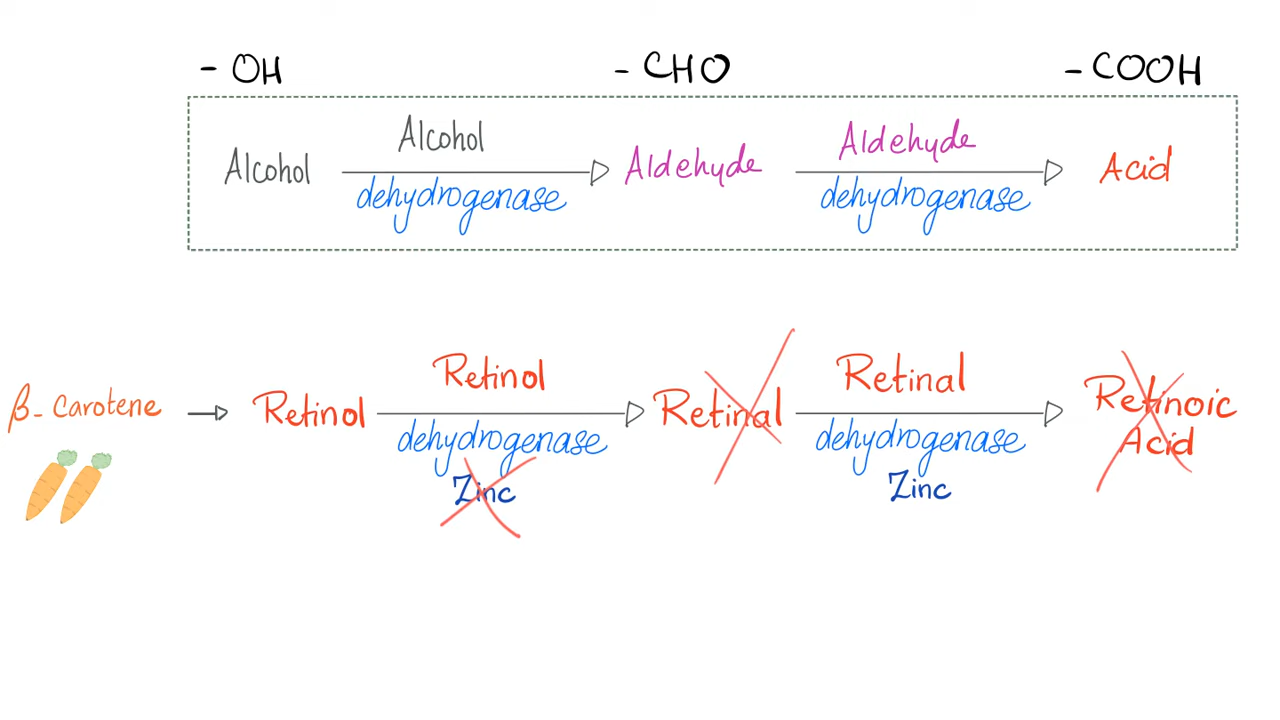 - OH - CHO - COOH
Alcohol Aldehyde
Alcohol Aldehyde Acid
dehydrogenase dehydrogenase
Retinol Retinal
β- Carotene Retinol Retinal Retinoic
dehydrogenase dehydrogenase Acid
Zinc Zinc